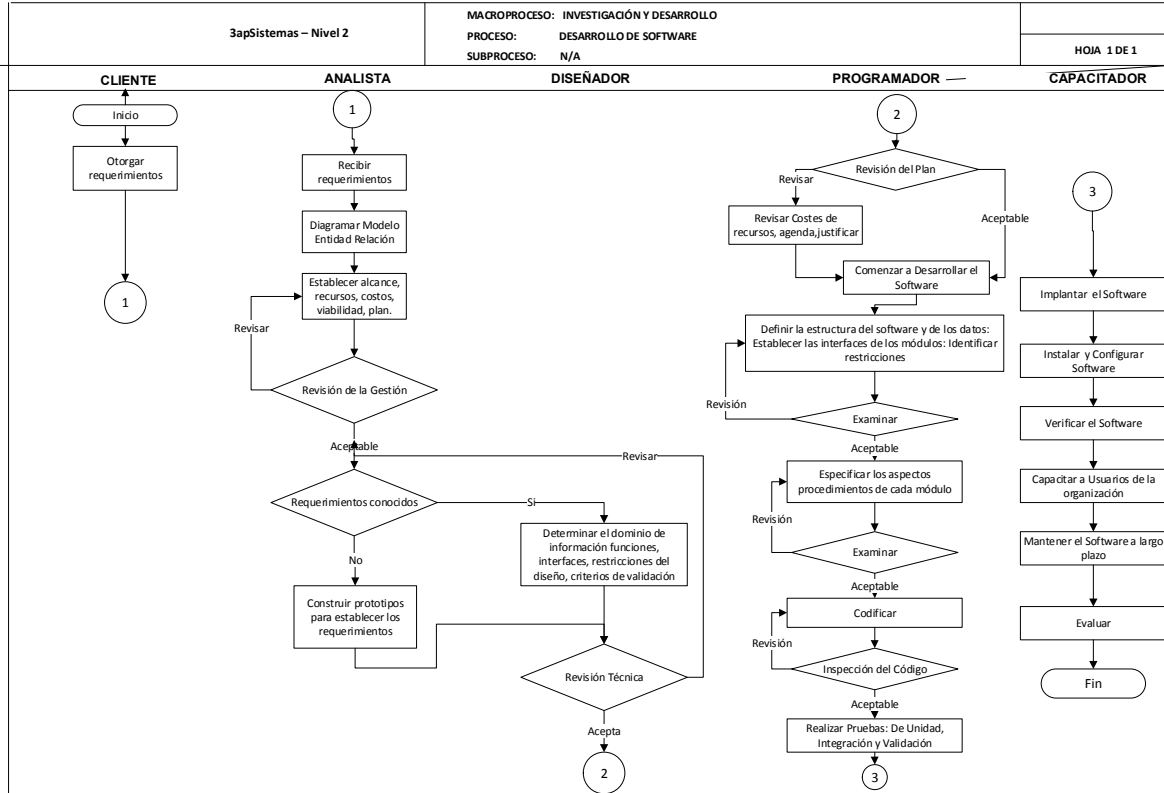 3apSistemas – Nivel 2
MACROPROCESO: INVESTIGACIÓN Y DESARROLLO
PROCESO: DESARROLLO DE SOFTWARE
SUBPROCESO: N/A
HOJA 1 DE 1
CLIENTE
ANALISTA
DISEÑADOR
PROGRAMADOR
CAPACITADOR
Inicio
Otorgar
requerimientos
1
1
Recibir
requerimientos
Diagramar Modelo
Entidad Relación
Establecer alcance,
recursos, costos,
viabilidad, plan.
Revisar
Revisión de la Gestión
Aceptable
Revisar
Requerimientos conocidos
Si
No
Construir prototipos
para establecer los
requerimientos
Determinar el dominio de
información funciones,
interfaces, restricciones del
diseño, criterios de validación
Revisión Técnica
Acepta
2
2
Revisión del Plan
Revisar
Aceptable
Revisar Costes de
recursos, agenda,justificar
Comenzar a Desarrollar el
Software
Definir la estructura del software y de los datos:
Establecer las interfaces de los módulos: Identificar
restricciones
Revisión
Examinar
Aceptable
Especificar los aspectos
procedimientos de cada módulo
Revisión
Examinar
Aceptable
Codificar
Revisión
Inspección del Código
Aceptable
Realizar Pruebas: De Unidad,
Integración y Validación
3
3
Implantar el Software
Instalar y Configurar
Software
Verificar el Software
Capacitar a Usuarios de la
organización
Mantener el Software a largo
plazo
Evaluar
Fin